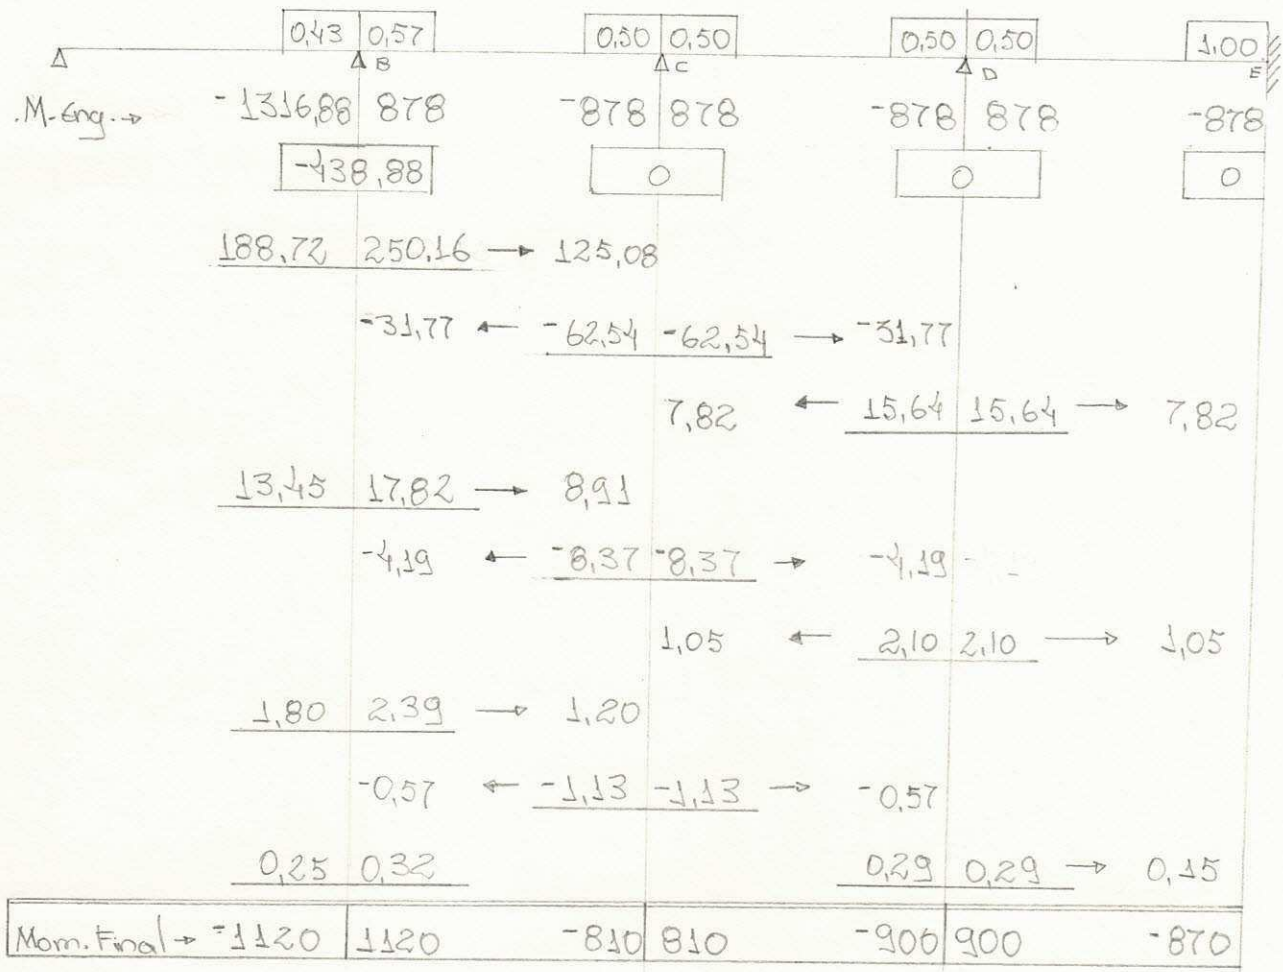 0,43 0,57 0,50 0,50 0,50 0,50 1,00
B C D E
M. Eng. → -1316,88 878 -878 878 -878 878 -878
-438,88 0 0 0
188,72 250,16 → 125,08
-31,77 ← -62,54 -62,54 → -31,77
7,82 ← 15,64 15,64 → 7,82
13,45 17,82 → 8,91
-4,19 ← -8,37 -8,37 → -4,19
1,05 ← 2,10 2,10 → 1,05
1,80 2,39 → 1,20
-0,57 ← -1,13 -1,13 → -0,57
0,25 0,32 0,29 0,29 → 0,15
Mom. Final → -1120 1120 -810 810 -900 900 -870